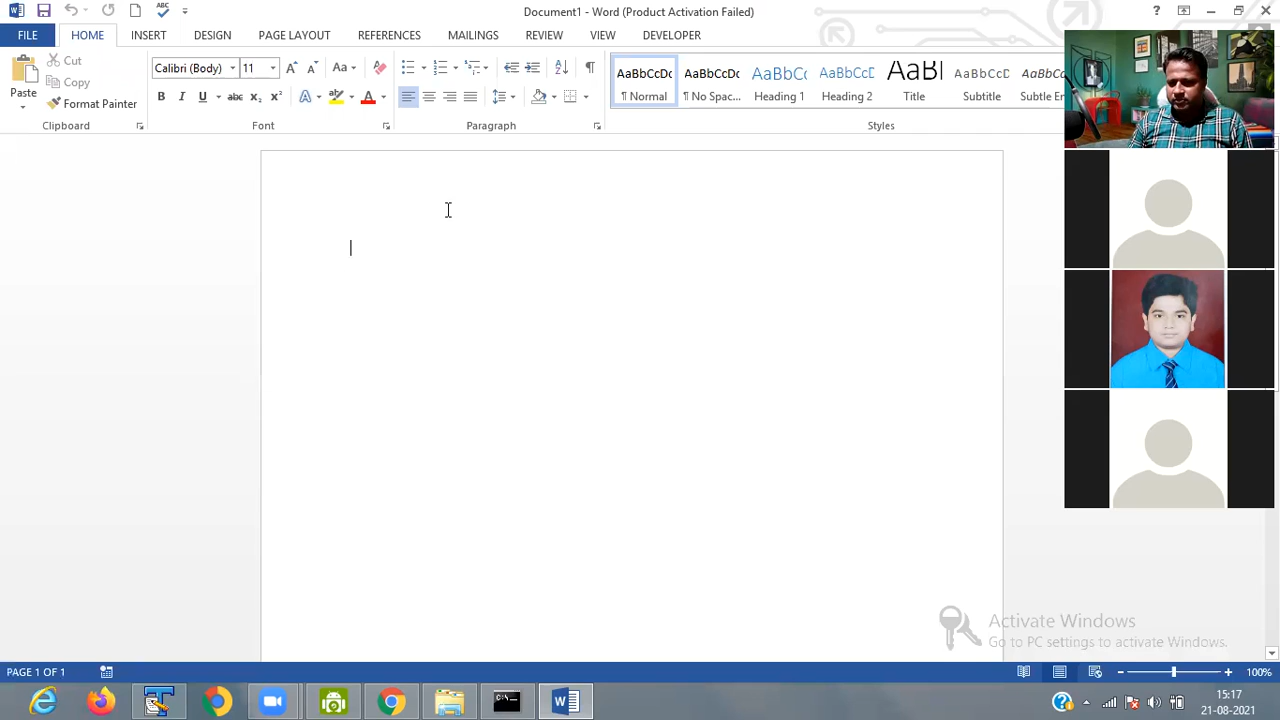 Document1 - Word (Product Activation Failed)
FILE HOME INSERT DESIGN PAGE LAYOUT REFERENCES MAILINGS REVIEW VIEW DEVELOPER
Paste
Cut
Copy
Format Painter
Clipboard
Calibri (Body) 11
Font
Paragraph
AaBbCcDc AaBbCcDc AaBbCc AaBbCcD AaBl AaBbCcD AaBbCcD
¶ Normal ¶ No Spac... Heading 1 Heading 2 Title Subtitle Subtle Em
Styles
Activate Windows
Go to PC settings to activate Windows.
PAGE 1 OF 1
100%
15:17
21-08-2021